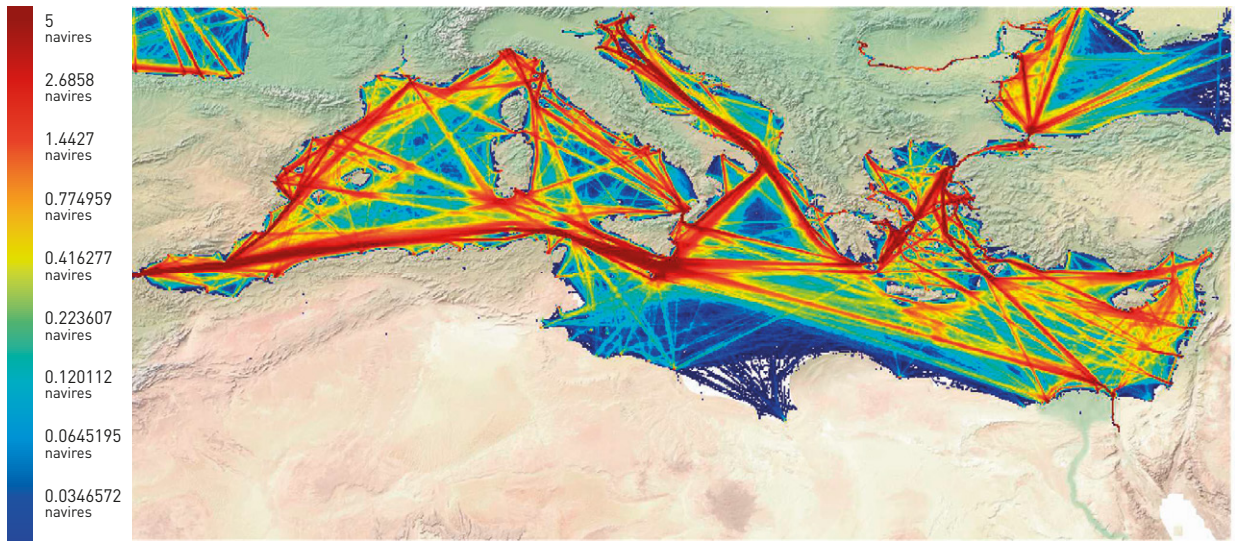 5
navires
2.6858
navires
1.4427
navires
0.774959
navires
0.416277
navires
0.223607
navires
0.120112
navires
0.0645195
navires
0.0346572
navires